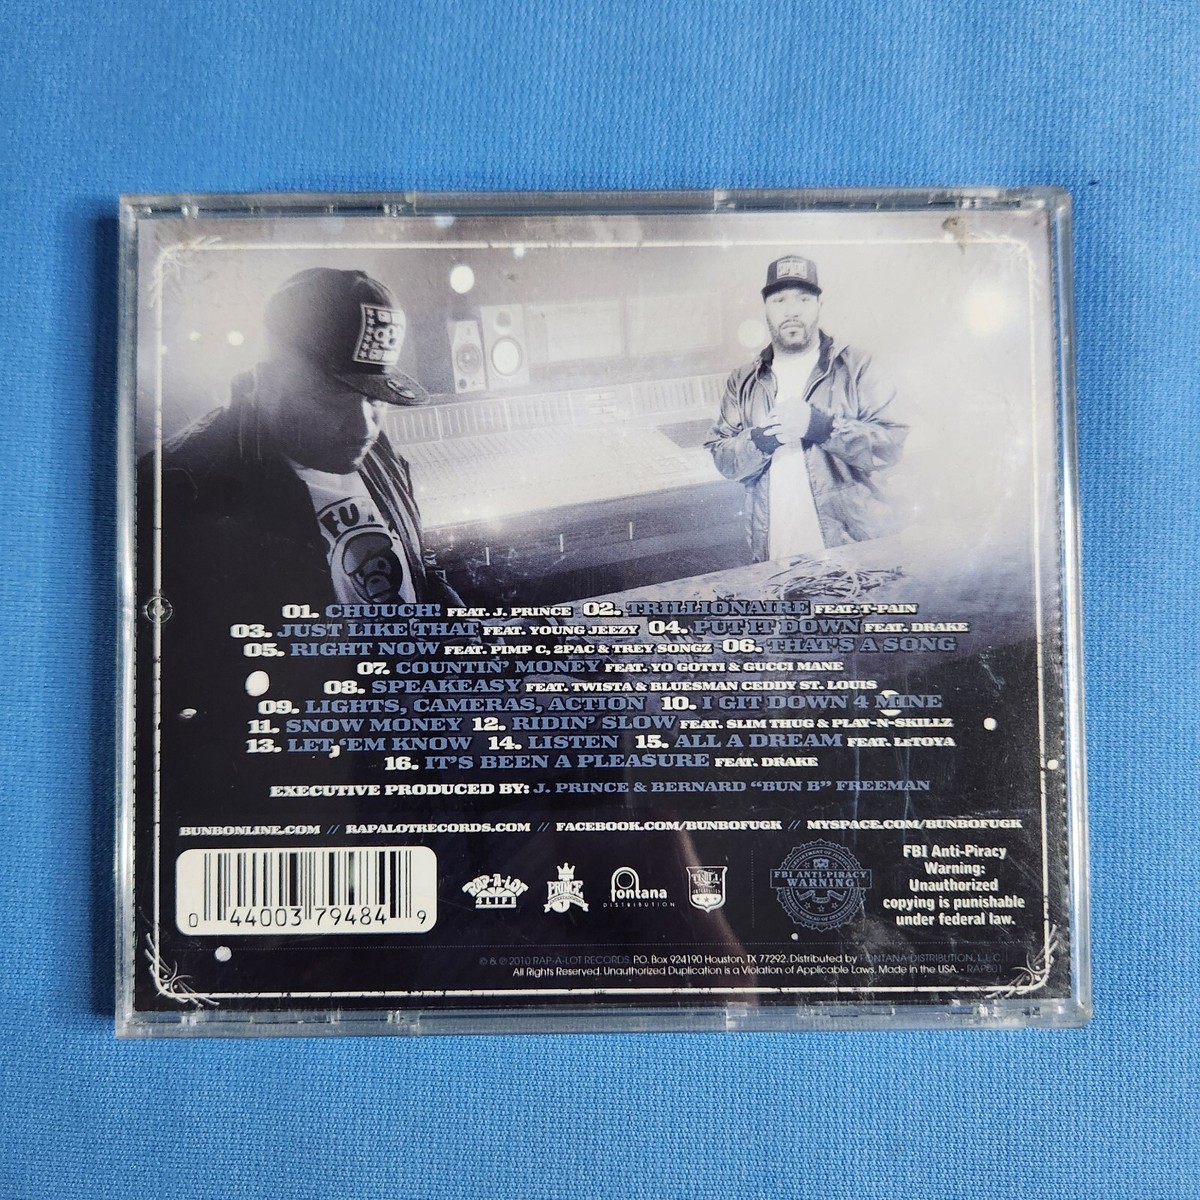 FU
01. CHUUCH! FEAT. J. PRINCE 02. TRILLIONAIRE FEAT. T-PAIN
03. JUST LIKE THAT FEAT. YOUNG JEEZY 04. PUT IT DOWN FEAT. DRAKE
05. RIGHT NOW FEAT. PIMP C, 2PAC & TREY SONGZ 06. THAT'S A SONG
07. COUNTIN' MONEY FEAT. YO GOTTI & GUCCI MANE
08. SPEAKEASY FEAT. TWISTA & BLUESMAN CEDDY ST. LOUIS
09. LIGHTS, CAMERAS, ACTION 10. I GIT DOWN 4 MINE
11. SNOW MONEY 12. RIDIN' SLOW FEAT. SLIM THUG & PLAY-N-SKILLZ
13. LET 'EM KNOW 14. LISTEN 15. ALL A DREAM FEAT. LETOYA
16. IT'S BEEN A PLEASURE FEAT. DRAKE
EXECUTIVE PRODUCED BY: J. PRINCE & BERNARD "BUN B" FREEMAN
BUNBONLINE.COM // RAPALOTRECORDS.COM // FACEBOOK.COM/BUNBOFUGK // MYSPACE.COM/BUNBOFUGK
0 44003 79484 9
RAP-A-LOT
4 LIFE
PRINCE
fontana
DISTRIBUTION
TRILL
FBI ANTI-PIRACY
WARNING
FBI Anti-Piracy
Warning:
Unauthorized
copying is punishable
under federal law.
© & ℗ 2010 RAP-A-LOT RECORDS. P.O. Box 924190 Houston, TX 77292. Distributed by FONTANA DISTRIBUTION, L.L.C.
All Rights Reserved. Unauthorized Duplication is a Violation of Applicable Laws. Made in the USA. - RAP001